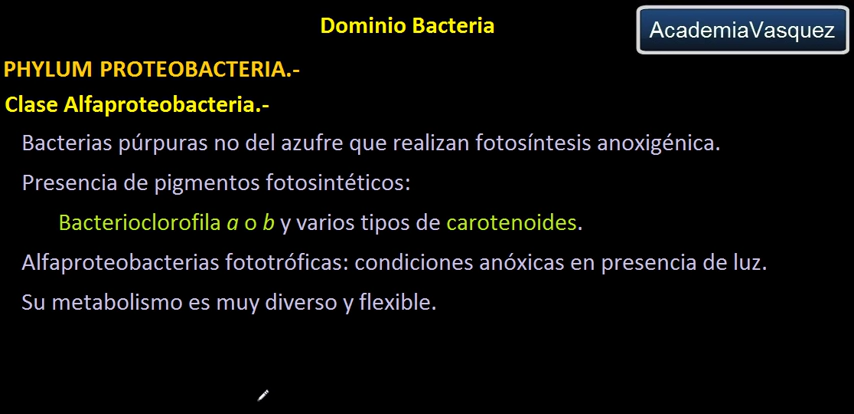 Dominio Bacteria
AcademiaVasquez
PHYLUM PROTEOBACTERIA.-
Clase Alfaproteobacteria.-
Bacterias púrpuras no del azufre que realizan fotosíntesis anoxigénica.
Presencia de pigmentos fotosintéticos:
Bacterioclorofila a o b y varios tipos de carotenoides.
Alfaproteobacterias fototróficas: condiciones anóxicas en presencia de luz.
Su metabolismo es muy diverso y flexible.